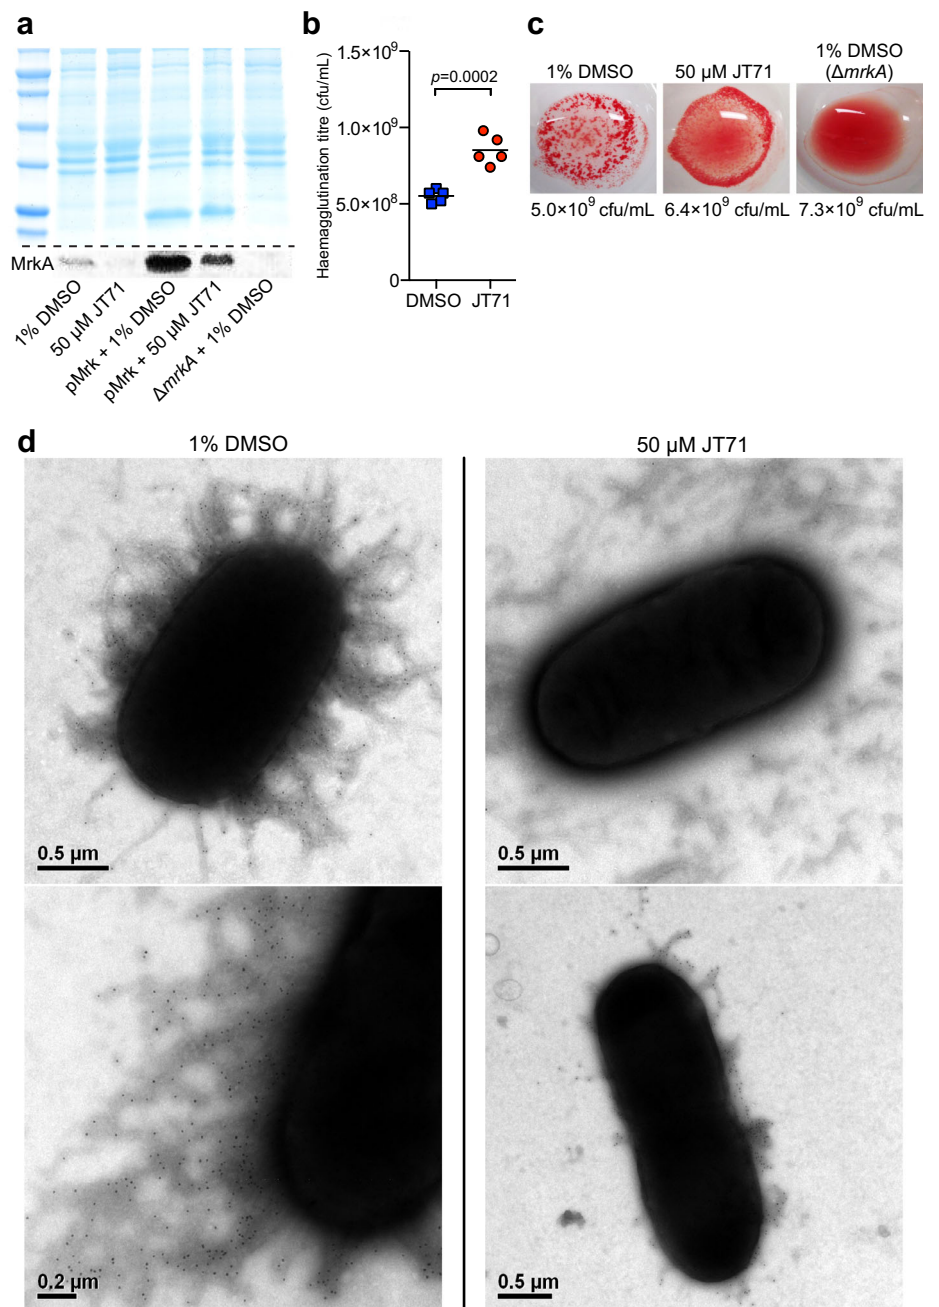 a
MrkA
1% DMSO
50 µM JT71
pMrk + 1% DMSO
pMrk + 50 µM JT71
ΔmrkA + 1% DMSO
b
Haemagglutination titre (cfu/mL)
1.5×10⁹
1.0×10⁹
5.0×10⁸
0
p=0.0002
DMSO
JT71
c
1% DMSO
50 µM JT71
1% DMSO
(ΔmrkA)
5.0×10⁹ cfu/mL
6.4×10⁹ cfu/mL
7.3×10⁹ cfu/mL
d
1% DMSO
50 µM JT71
0.5 µm
0.5 µm
0.2 µm
0.5 µm